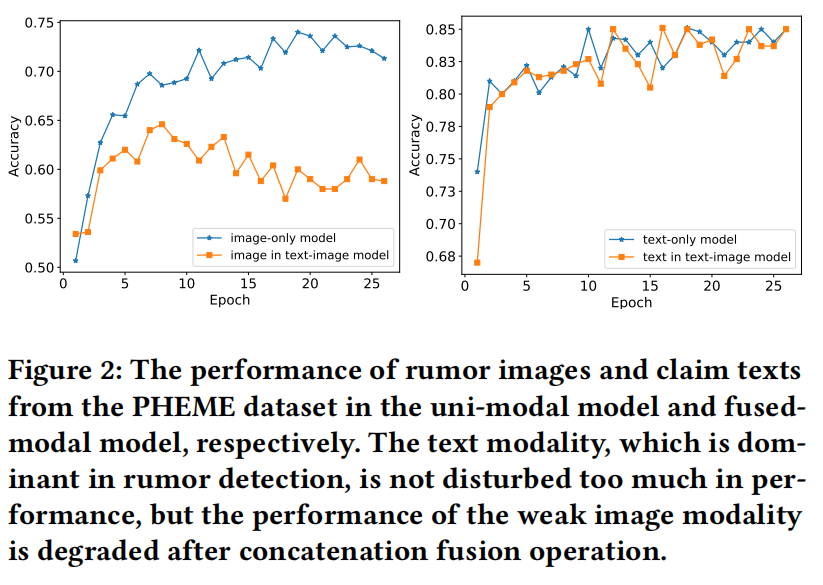 0.75
0.70
0.65
0.60
0.55
0.50
Accuracy
0 5 10 15 20 25
Epoch
image-only model
image in text-image model
0.85
0.83
0.80
0.78
0.75
0.73
0.70
0.68
Accuracy
0 5 10 15 20 25
Epoch
text-only model
text in text-image model
Figure 2: The performance of rumor images and claim texts
from the PHEME dataset in the uni-modal model and fused-
modal model, respectively. The text modality, which is dom-
inant in rumor detection, is not disturbed too much in per-
formance, but the performance of the weak image modality
is degraded after concatenation fusion operation.